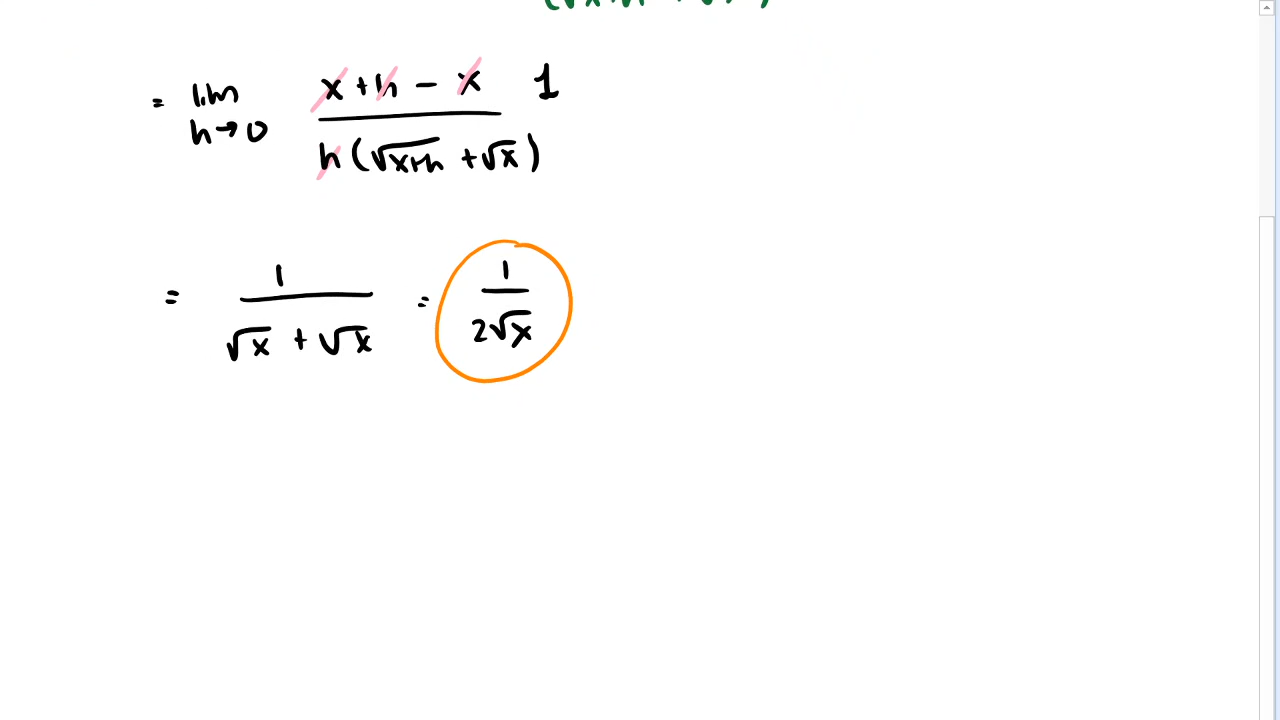 = lim h→0 x + h - x 1
h (√x+h + √x)
= 1 / √x + √x = 1 / 2√x